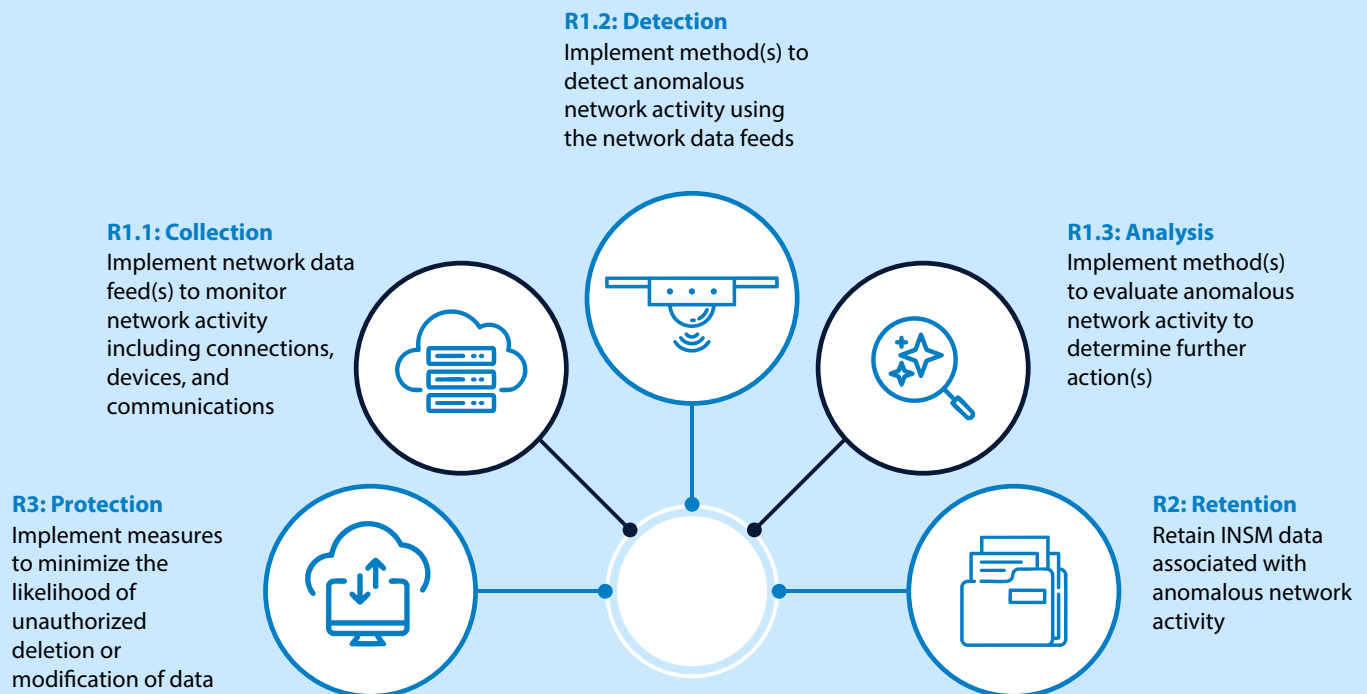 R1.2: Detection
Implement method(s) to
detect anomalous
network activity using
the network data feeds
R1.1: Collection
Implement network data
feed(s) to monitor
network activity
including connections,
devices, and
communications
R1.3: Analysis
Implement method(s)
to evaluate anomalous
network activity to
determine further
action(s)
R3: Protection
Implement measures
to minimize the
likelihood of
unauthorized
deletion or
modification of data
R2: Retention
Retain INSM data
associated with
anomalous network
activity